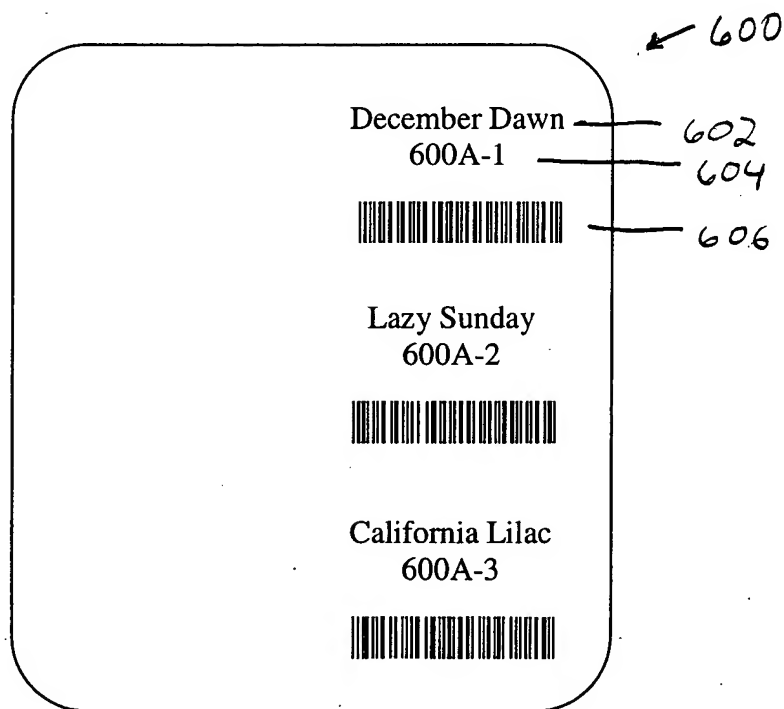 600
December Dawn 602
600A-1 604
606
Lazy Sunday
600A-2
California Lilac
600A-3